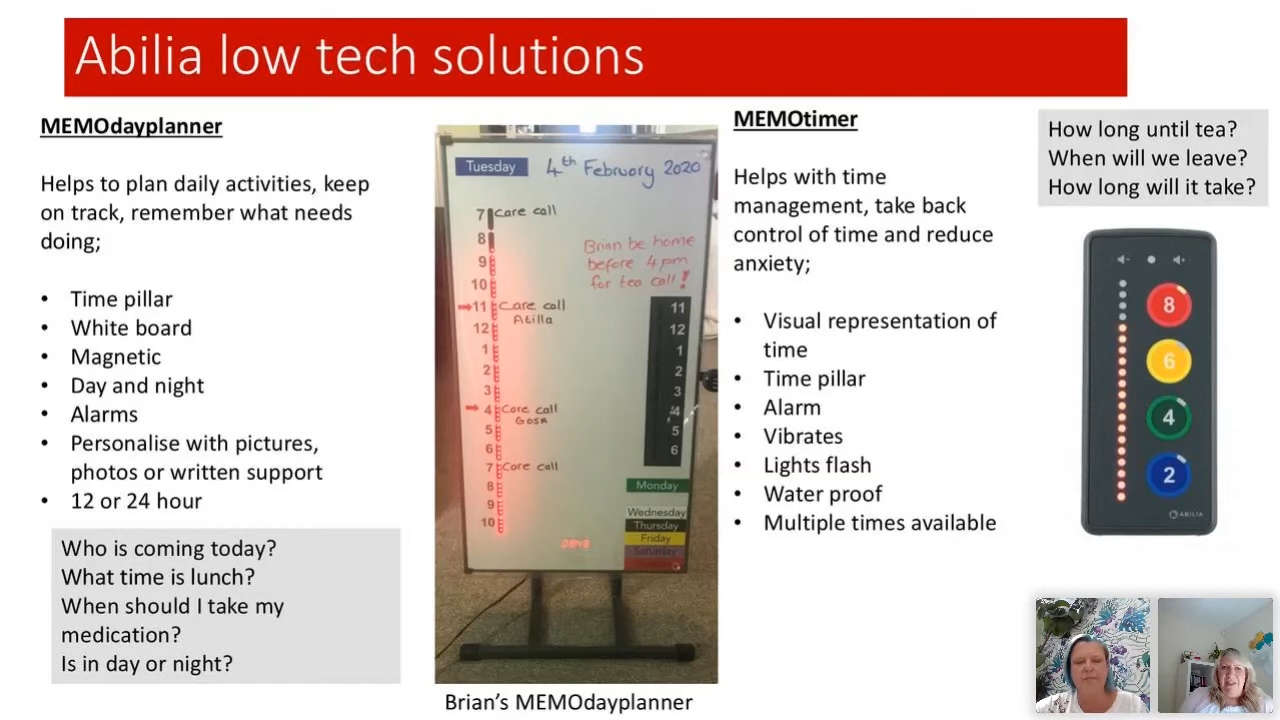 Abilia low tech solutions
MEMOdayplanner
Helps to plan daily activities, keep
on track, remember what needs
doing;
• Time pillar
• White board
• Magnetic
• Day and night
• Alarms
• Personalise with pictures,
photos or written support
• 12 or 24 hour
Who is coming today?
What time is lunch?
When should I take my
medication?
Is in day or night?
Tuesday 4th February 2020
7 Care call
8
9
10
11 Care call
Atilla
12
1
2
3
4 Care call
5
6
7 Care call
8
9
10
Brian be home
before 4pm
for tea call!
11
12
1
2
3
4
5
6
Monday
Wednesday
Thursday
Friday
Saturday
Brian's MEMOdayplanner
MEMOtimer
Helps with time
management, take back
control of time and reduce
anxiety;
• Visual representation of
time
• Time pillar
• Alarm
• Vibrates
• Lights flash
• Water proof
• Multiple times available
How long until tea?
When will we leave?
How long will it take?
8
6
4
2
ABILIA